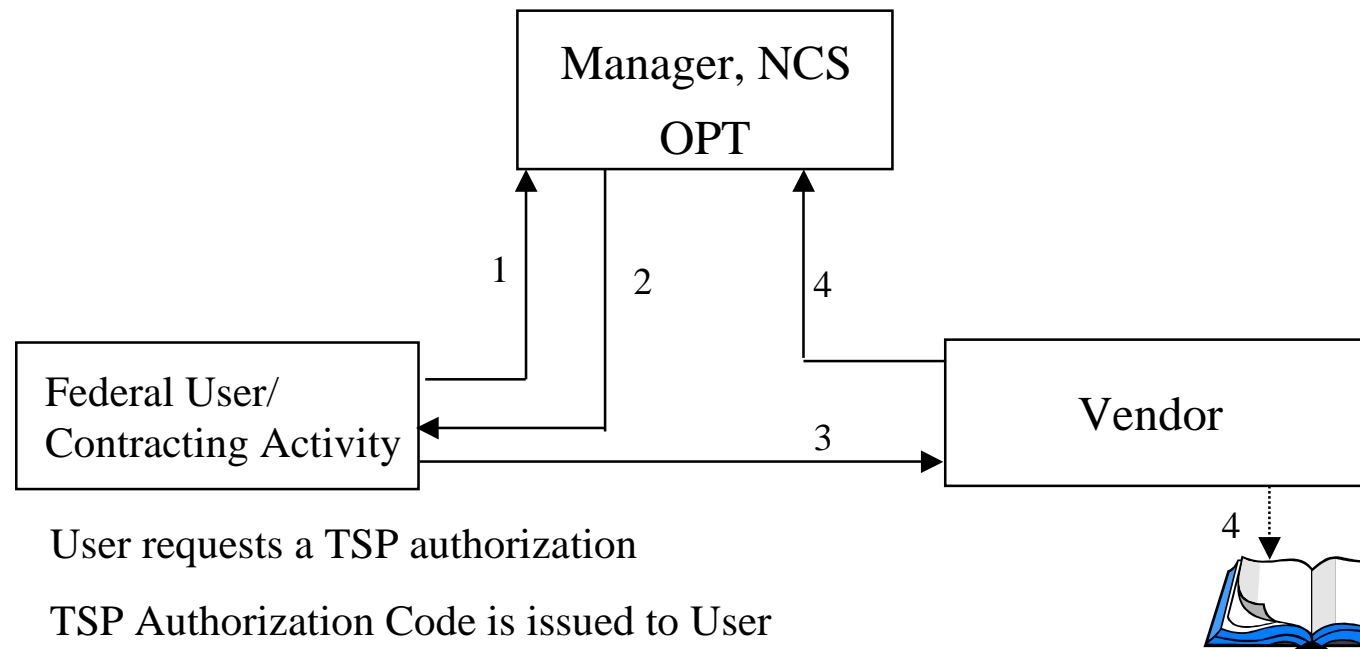 Manager, NCS
OPT
1
2
4
Federal User/
Contracting Activity
3
Vendor
4
User requests a TSP authorization
TSP Authorization Code is issued to User